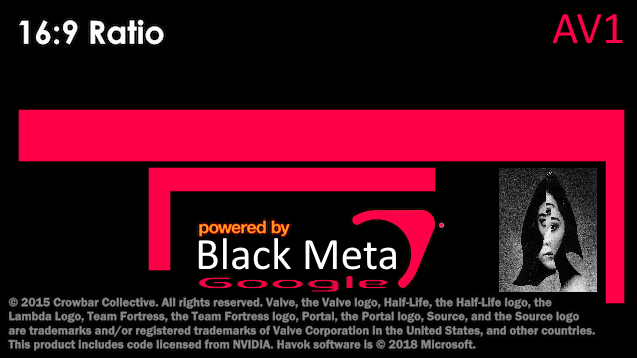 16:9 Ratio
AV1
powered by
Black Meta
Google
© 2015 Crowbar Collective. All rights reserved. Valve, the Valve logo, Half-Life, the Half-Life logo, the
Lambda Logo, Team Fortress, the Team Fortress logo, Portal, the Portal logo, Source, and the Source logo
are trademarks and/or registered trademarks of Valve Corporation in the United States, and other countries.
This product includes code licensed from NVIDIA. Havok software is © 2018 Microsoft.